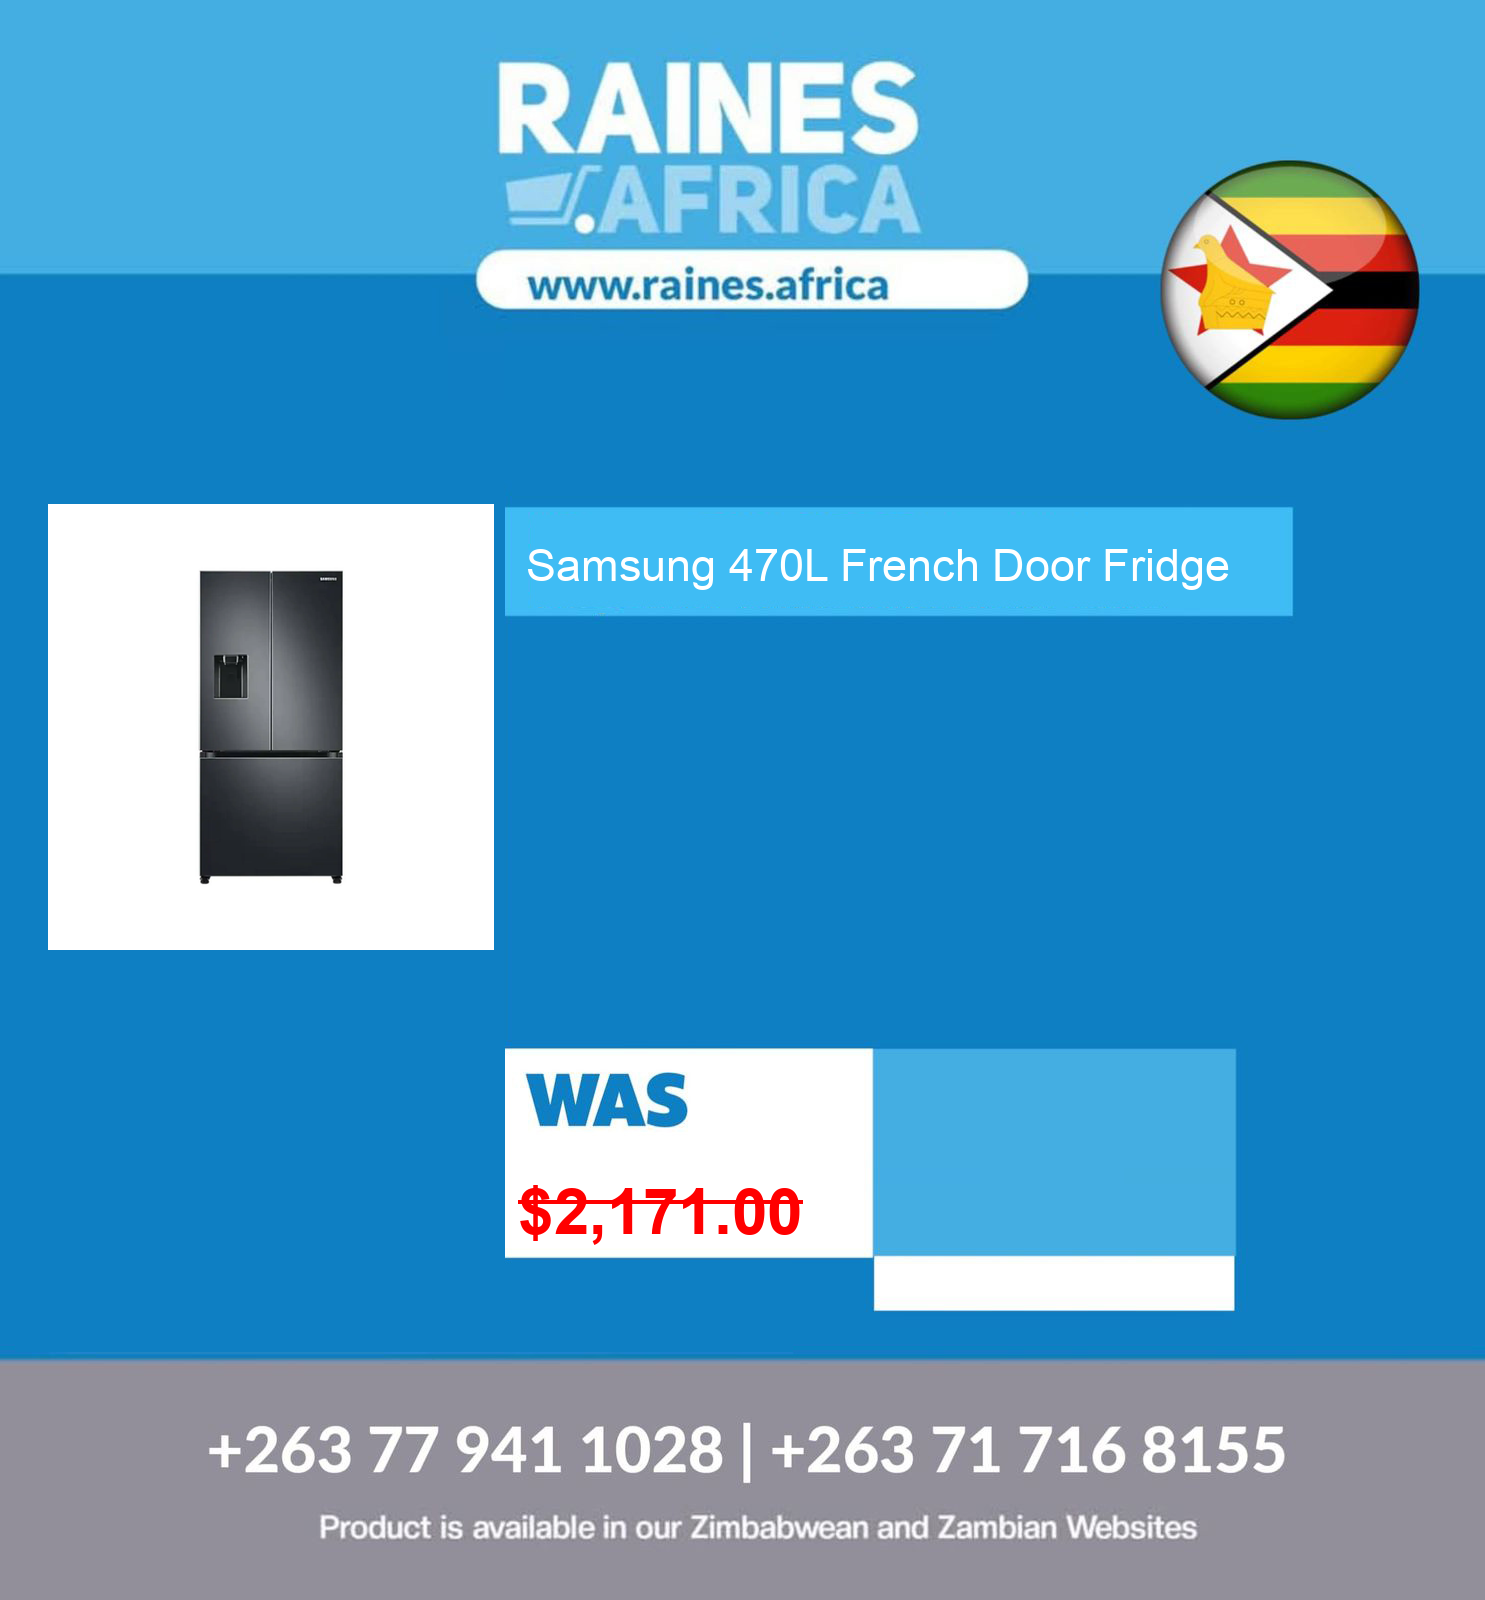 RAINES
.AFRICA
www.raines.africa
Samsung 470L French Door Fridge
SAMSUNG
WAS
$2,171.00
+263 77 941 1028 | +263 71 716 8155
Product is available in our Zimbabwean and Zambian Websites